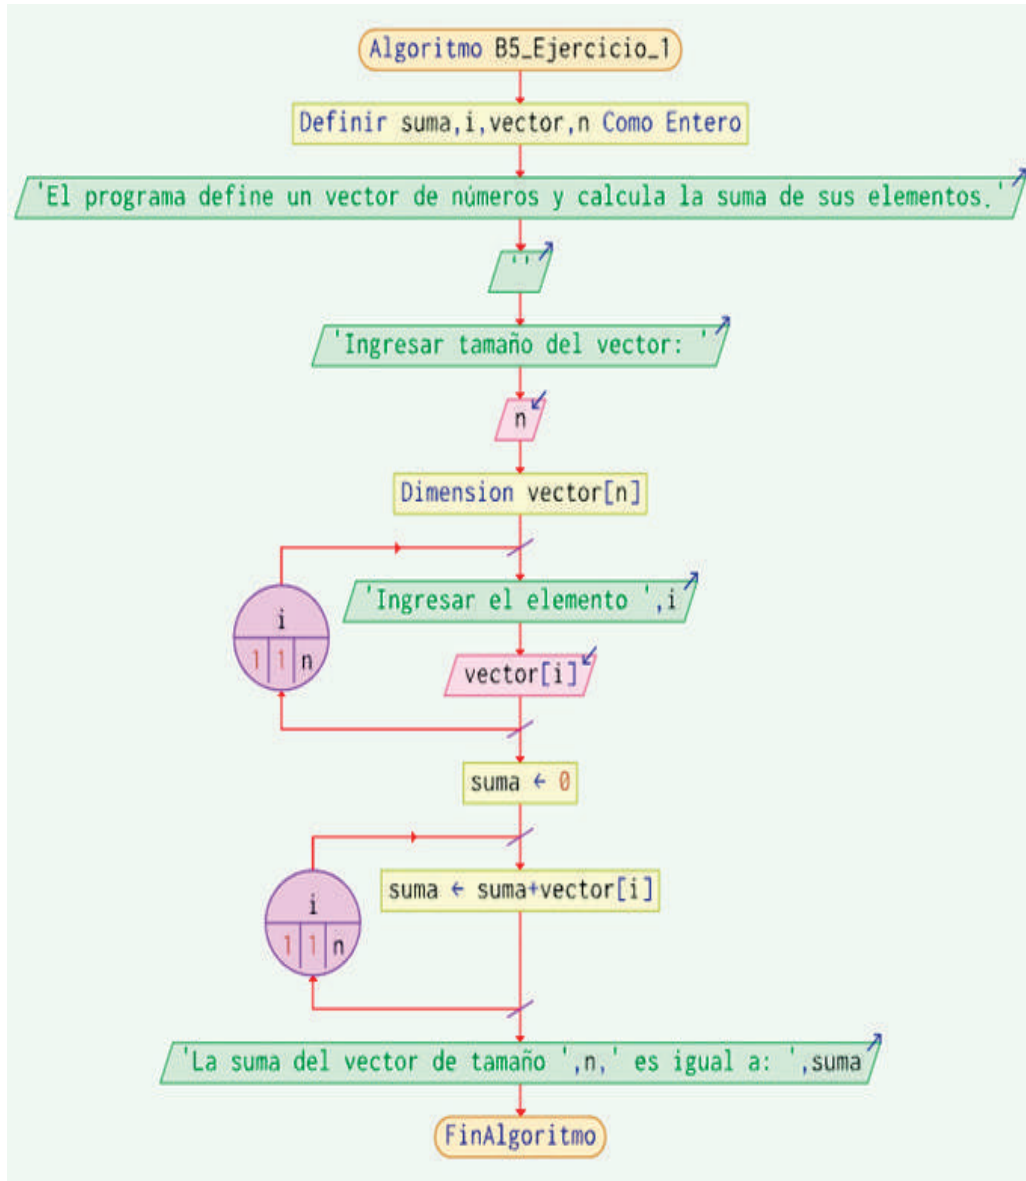 Algoritmo B5_Ejercicio_1
Definir suma,i,vector,n Como Entero
'El programa define un vector de números y calcula la suma de sus elementos.'
''
'Ingresar tamaño del vector: '
n
Dimension vector[n]
'Ingresar el elemento ',i
i
1 1 n
vector[i]
suma ← 0
suma ← suma+vector[i]
i
1 1 n
'La suma del vector de tamaño ',n,' es igual a: ',suma
FinAlgoritmo